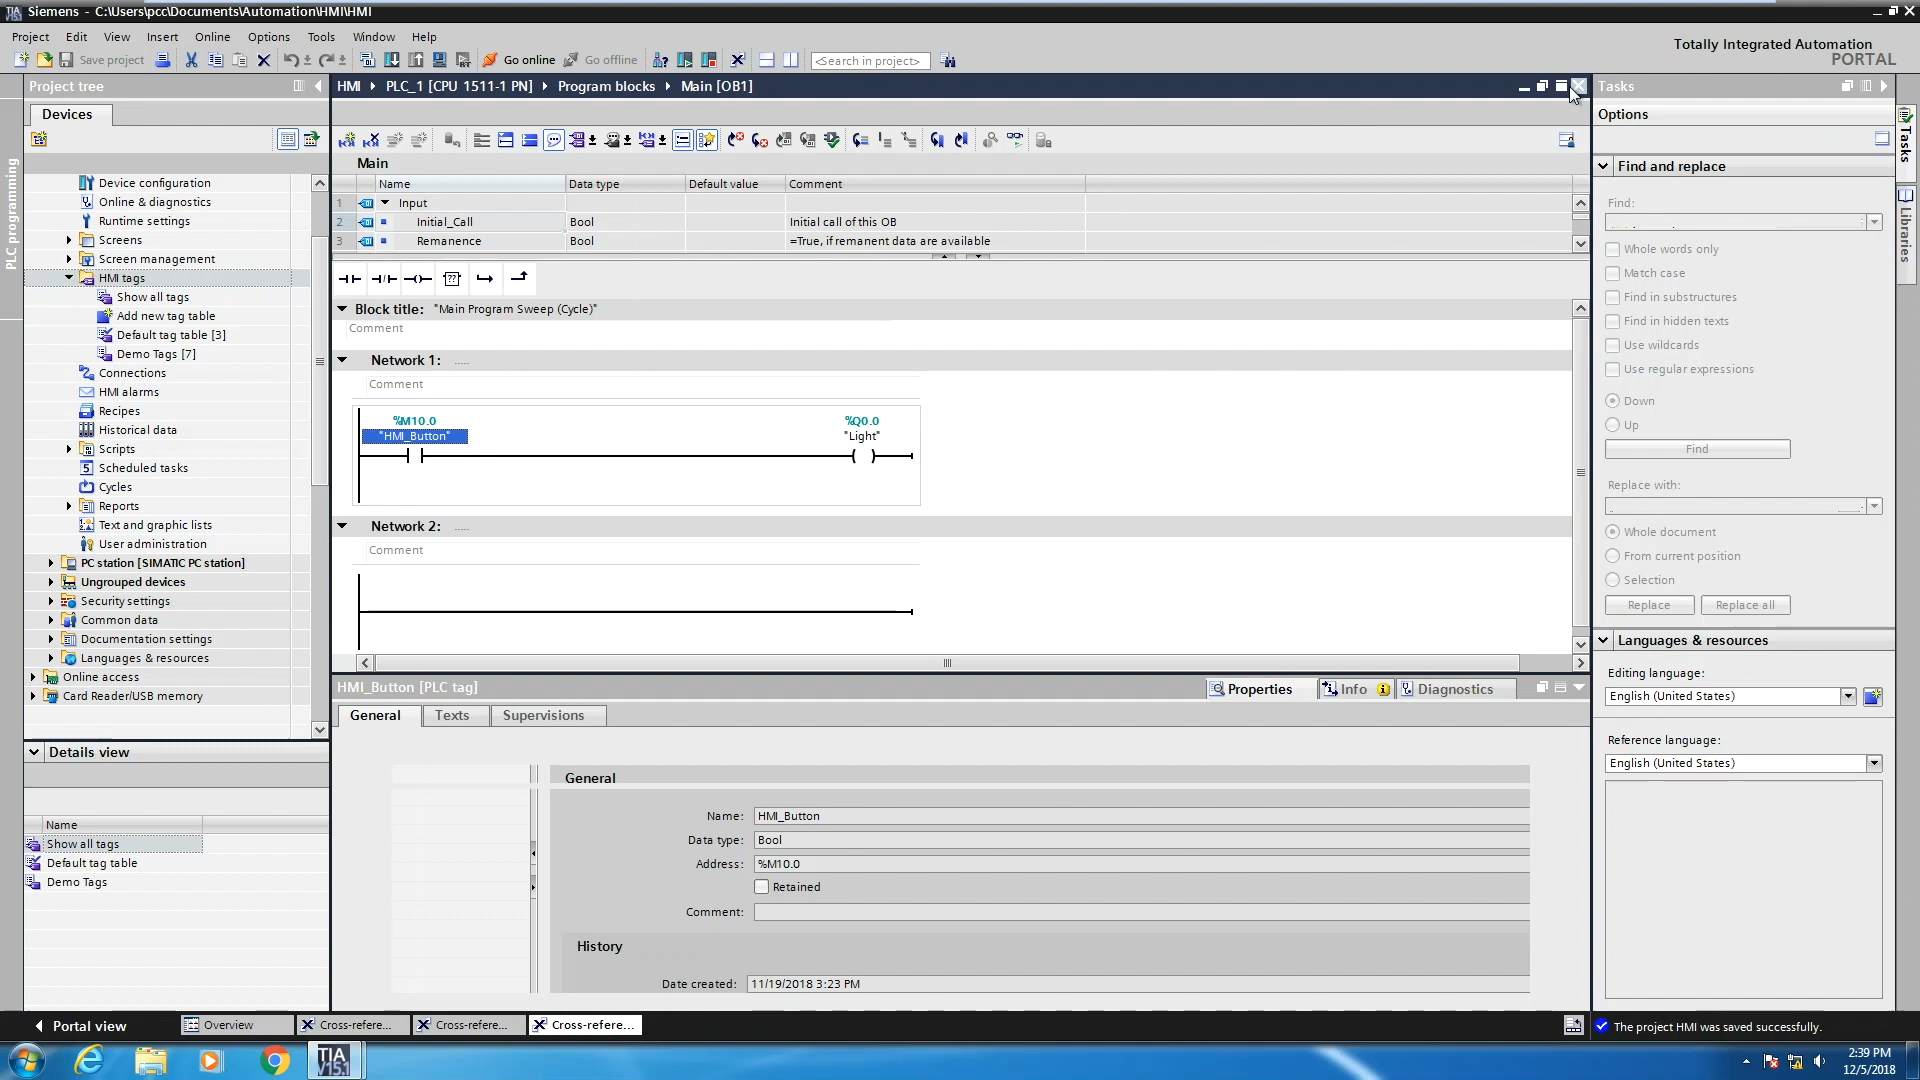 Siemens - C:\Users\pcc\Documents\Automation\HMI\HMI
Project Edit View Insert Online Options Tools Window Help
Totally Integrated Automation
PORTAL
Save project
Go online
Go offline
<Search in project>
Project tree
HMI PLC_1 [CPU 1511-1 PN] Program blocks Main [OB1]
Tasks
Devices
Options
PLC programming
Device configuration
Online & diagnostics
Runtime settings
Screens
Screen management
HMI tags
Show all tags
Add new tag table
Default tag table [3]
Demo Tags [7]
Connections
HMI alarms
Recipes
Historical data
Scripts
Scheduled tasks
Cycles
Reports
Text and graphic lists
User administration
PC station [SIMATIC PC station]
Ungrouped devices
Security settings
Common data
Documentation settings
Languages & resources
Online access
Card Reader/USB memory
Details view
Name
Show all tags
Default tag table
Demo Tags
Main
Name Data type Default value Comment
1 Input
2 Initial_Call Bool Initial call of this OB
3 Remanence Bool =True, if remanent data are available
??
Block title: "Main Program Sweep (Cycle)"
Comment
Network 1: .....
Comment
%M10.0
"HMI_Button"
%Q0.0
"Light"
Network 2: .....
Comment
HMI_Button [PLC tag]
Properties Info Diagnostics
General Texts Supervisions
General
Name: HMI_Button
Data type: Bool
Address: %M10.0
Retained
Comment:
History
Date created: 11/19/2018 3:23 PM
Find and replace
Find:
Whole words only
Match case
Find in substructures
Find in hidden texts
Use wildcards
Use regular expressions
Down
Up
Find
Replace with:
Whole document
From current position
Selection
Replace Replace all
Languages & resources
Editing language:
English (United States)
Reference language:
English (United States)
Tasks
Libraries
Portal view
Overview
Cross-refere...
Cross-refere...
Cross-refere...
The project HMI was saved successfully.
TIA
V15.1
2:39 PM
12/5/2018